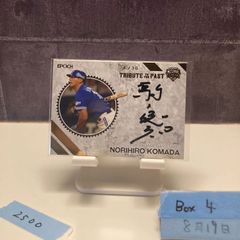 EPOCH
TRIBUTE TO THE PAST
駒田徳広
NORIHIRO KOMADA
2500
Box 4
8月19日